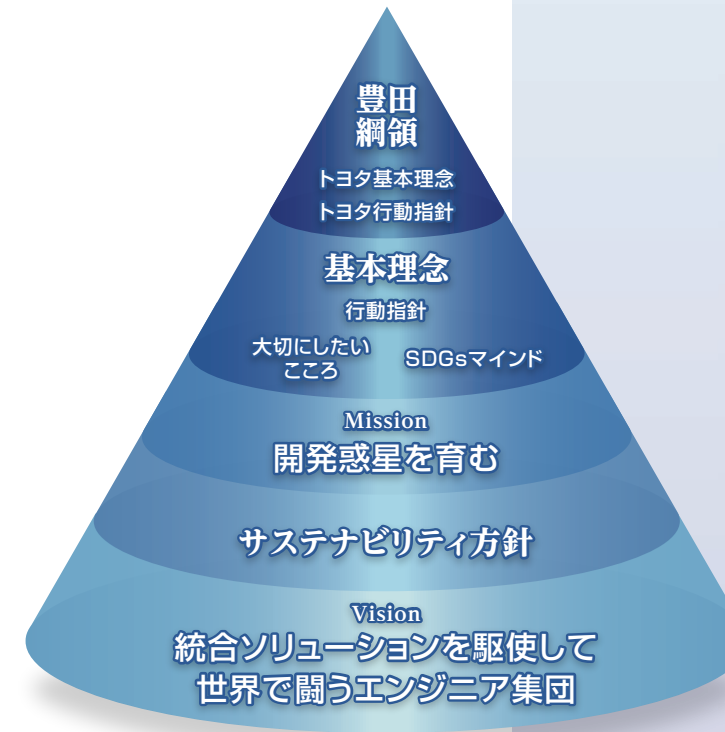 豊田
綱領
トヨタ基本理念
トヨタ行動指針
基本理念
行動指針
大切にしたい
こころ
SDGsマインド
Mission
開発惑星を育む
サステナビリティ方針
Vision
統合ソリューションを駆使して
世界で闘うエンジニア集団